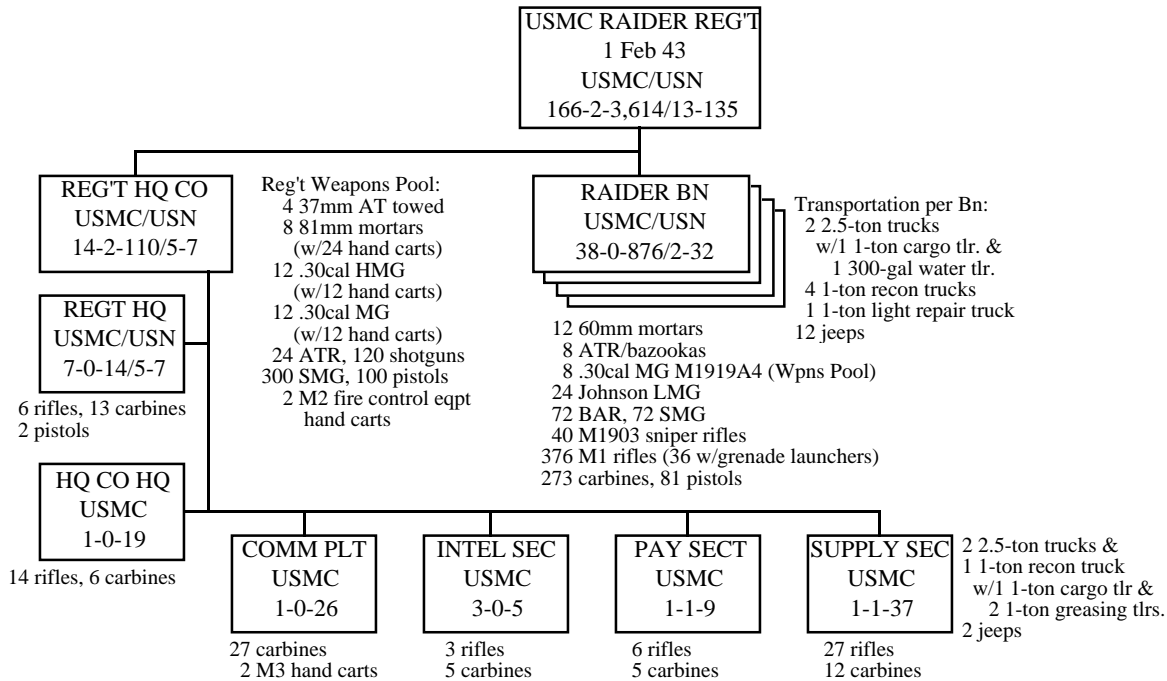 USMC RAIDER REG'T
1 Feb 43
USMC/USN
166-2-3,614/13-135
REG'T HQ CO
USMC/USN
14-2-110/5-7
Reg't Weapons Pool:
4 37mm AT towed
8 81mm mortars
(w/24 hand carts)
12 .30cal HMG
(w/12 hand carts)
12 .30cal MG
(w/12 hand carts)
24 ATR, 120 shotguns
300 SMG, 100 pistols
2 M2 fire control eqpt
hand carts
RAIDER BN
USMC/USN
38-0-876/2-32
Transportation per Bn:
2 2.5-ton trucks
w/1 1-ton cargo tlr. &
1 300-gal water tlr.
4 1-ton recon trucks
1 1-ton light repair truck
12 jeeps
REGT HQ
USMC/USN
7-0-14/5-7
6 rifles, 13 carbines
2 pistols
12 60mm mortars
8 ATR/bazookas
8 .30cal MG M1919A4 (Wpns Pool)
24 Johnson LMG
72 BAR, 72 SMG
40 M1903 sniper rifles
376 M1 rifles (36 w/grenade launchers)
273 carbines, 81 pistols
HQ CO HQ
USMC
1-0-19
14 rifles, 6 carbines
COMM PLT
USMC
1-0-26
27 carbines
2 M3 hand carts
INTEL SEC
USMC
3-0-5
3 rifles
5 carbines
PAY SECT
USMC
1-1-9
6 rifles
5 carbines
SUPPLY SEC
USMC
1-1-37
27 rifles
12 carbines
2 2.5-ton trucks &
1 1-ton recon truck
w/1 1-ton cargo tlr &
2 1-ton greasing tlrs.
2 jeeps